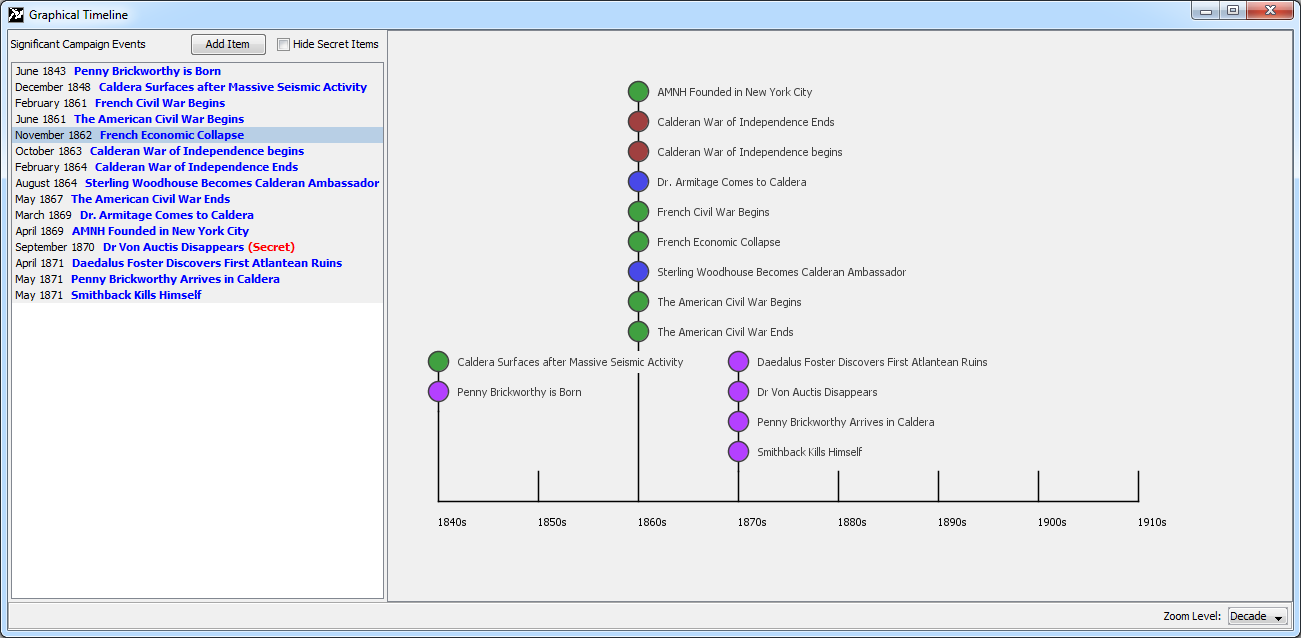 Graphical Timeline
Significant Campaign Events
Add Item
Hide Secret Items
June 1843 Penny Brickworthy is Born
December 1848 Caldera Surfaces after Massive Seismic Activity
February 1861 French Civil War Begins
June 1861 The American Civil War Begins
November 1862 French Economic Collapse
October 1863 Calderan War of Independence begins
February 1864 Calderan War of Independence Ends
August 1864 Sterling Woodhouse Becomes Calderan Ambassador
May 1867 The American Civil War Ends
March 1869 Dr. Armitage Comes to Caldera
April 1869 AMNH Founded in New York City
September 1870 Dr Von Auctis Disappears (Secret)
April 1871 Daedalus Foster Discovers First Atlantean Ruins
May 1871 Penny Brickworthy Arrives in Caldera
May 1871 Smithback Kills Himself
AMNH Founded in New York City
Calderan War of Independence Ends
Calderan War of Independence begins
Dr. Armitage Comes to Caldera
French Civil War Begins
French Economic Collapse
Sterling Woodhouse Becomes Calderan Ambassador
The American Civil War Begins
The American Civil War Ends
Caldera Surfaces after Massive Seismic Activity
Penny Brickworthy is Born
Daedalus Foster Discovers First Atlantean Ruins
Dr Von Auctis Disappears
Penny Brickworthy Arrives in Caldera
Smithback Kills Himself
1840s 1850s 1860s 1870s 1880s 1890s 1900s 1910s
Zoom Level: Decade